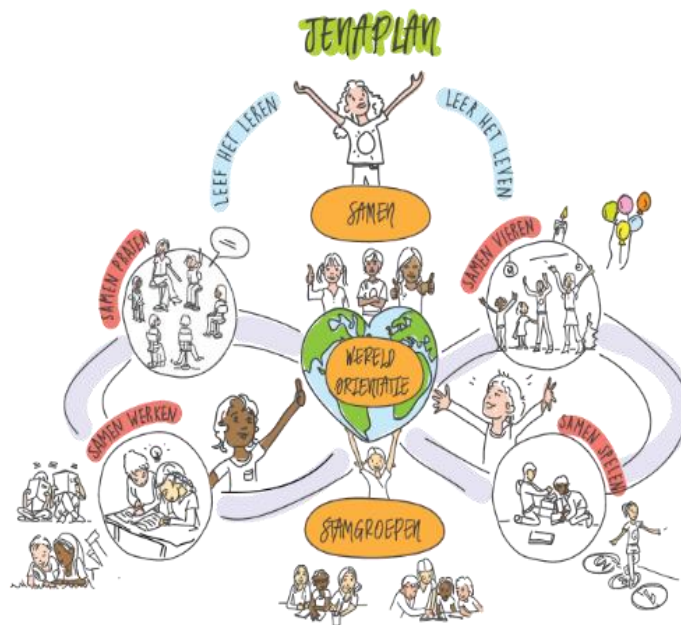 JENAPLAN
LEEF HET LEREN
LEER HET LEVEN
SAMEN
SAMEN PRATEN
SAMEN VIEREN
WERELD
ORIENTATIE
SAMEN WERKEN
SAMEN SPELEN
STAMGROEPEN